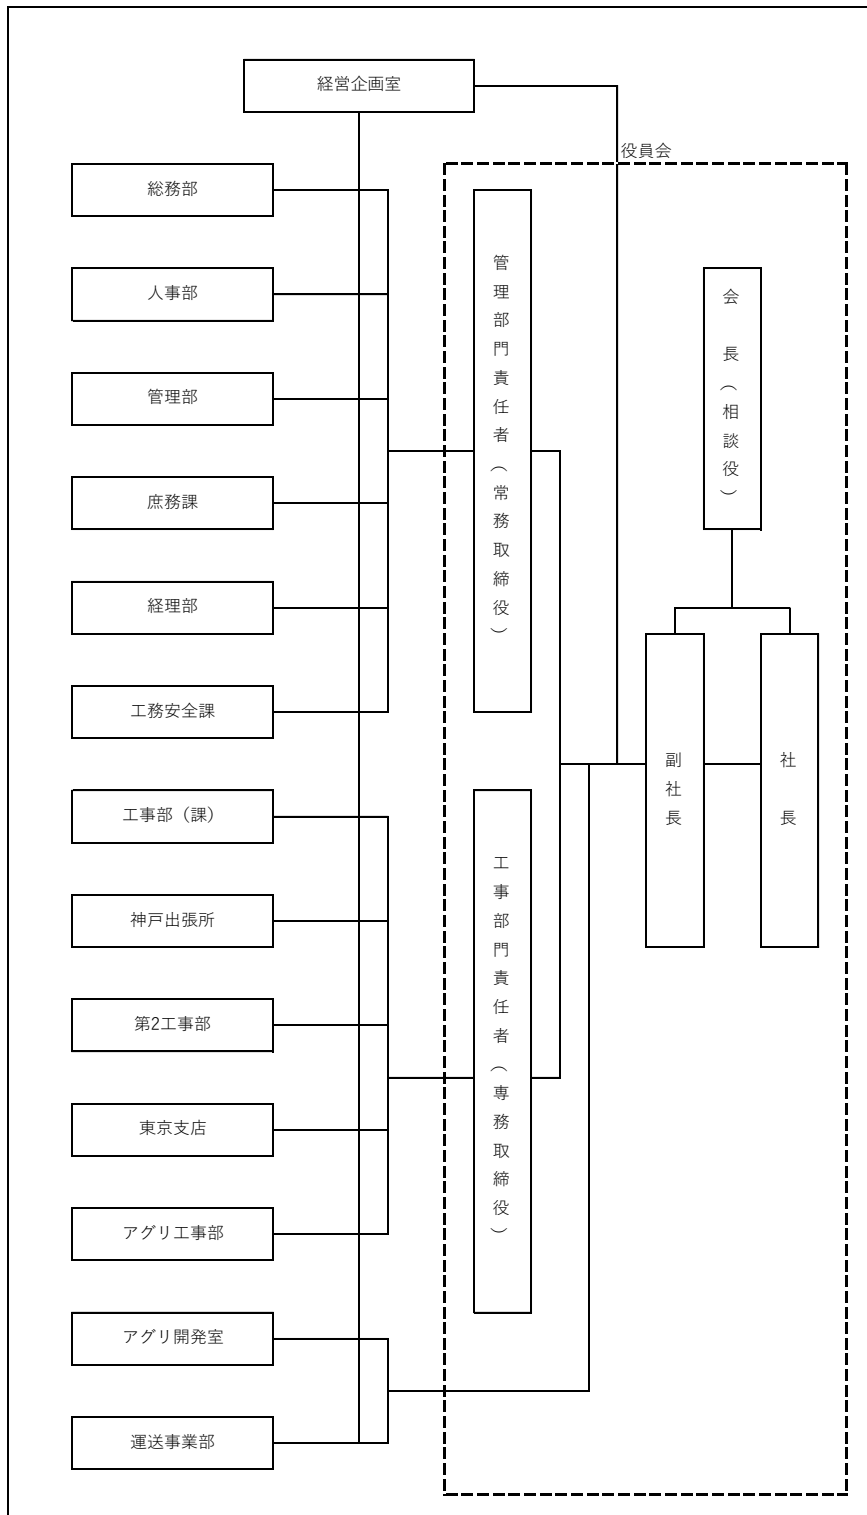 経営企画室
役員会
総務部
人事部
管理部
庶務課
経理部
工務安全課
工事部（課）
神戸出張所
第2工事部
東京支店
アグリ工事部
アグリ開発室
運送事業部
管理部門責任者（常務取締役）
工事部門責任者（専務取締役）
会長（相談役）
副社長
社長